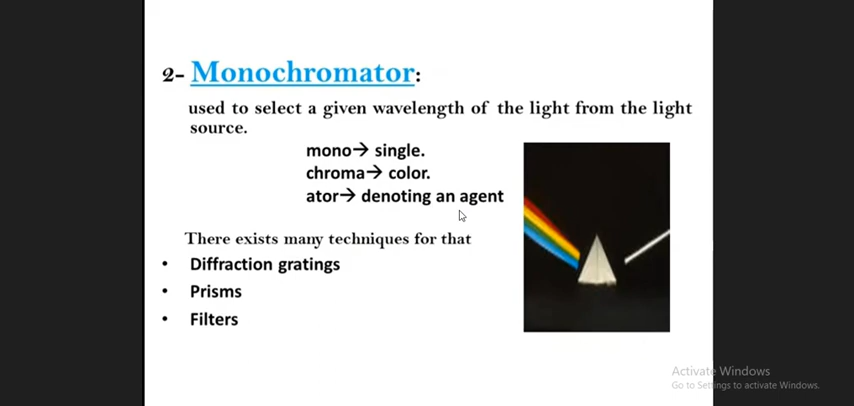 2- Monochromator:
used to select a given wavelength of the light from the light
source.
mono→ single.
chroma→ color.
ator→ denoting an agent
There exists many techniques for that
• Diffraction gratings
• Prisms
• Filters
Activate Windows
Go to Settings to activate Windows.